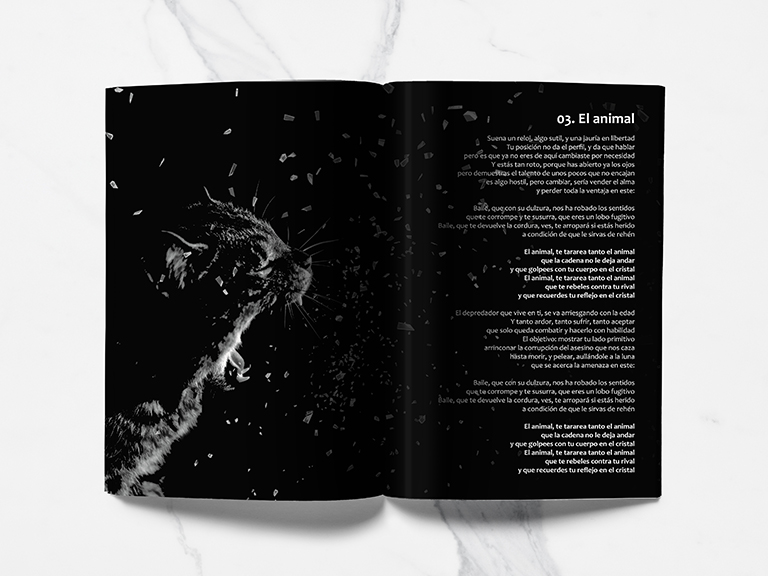 03. El animal
Suena un reloj, algo sutil, y una jauría en libertad
Tu posición no da el perfil, y da que hablar
pero es que ya no eres de aquí cambiaste por necesidad
Y estás tan roto, porque has abierto ya los ojos
pero demuestras el talento de unos pocos que no encajan
es algo hostil, pero cambiar, sería vender el alma
y perder toda la ventaja en este:
Baile, que con su dulzura, nos ha robado los sentidos
que te corrompe y te susurra, que eres un lobo fugitivo
Baile, que te devuelve la cordura, ves, te arropará si estás herido
a condición de que le sirvas de rehén
El animal, te tararea tanto el animal
que la cadena no le deja andar
y que golpees con tu cuerpo en el cristal
El animal, te tararea tanto el animal
que te rebeles contra tu rival
y que recuerdes tu reflejo en el cristal
El depredador que vive en ti, se va arriesgando con la edad
Y tanto ardor, tanto sufrir, tanto aceptar
que solo queda combatir y hacerlo con habilidad
El objetivo: mostrar tu lado primitivo
arrinconar la corrupción del asesino que nos caza
hasta morir, y pelear, aullándole a la luna
que se acerca la amenaza en este:
Baile, que con su dulzura, nos ha robado los sentidos
que te corrompe y te susurra, que eres un lobo fugitivo
Baile, que te devuelve la cordura, ves, te arropará si estás herido
a condición de que le sirvas de rehén
El animal, te tararea tanto el animal
que la cadena no le deja andar
y que golpees con tu cuerpo en el cristal
El animal, te tararea tanto el animal
que te rebeles contra tu rival
y que recuerdes tu reflejo en el cristal